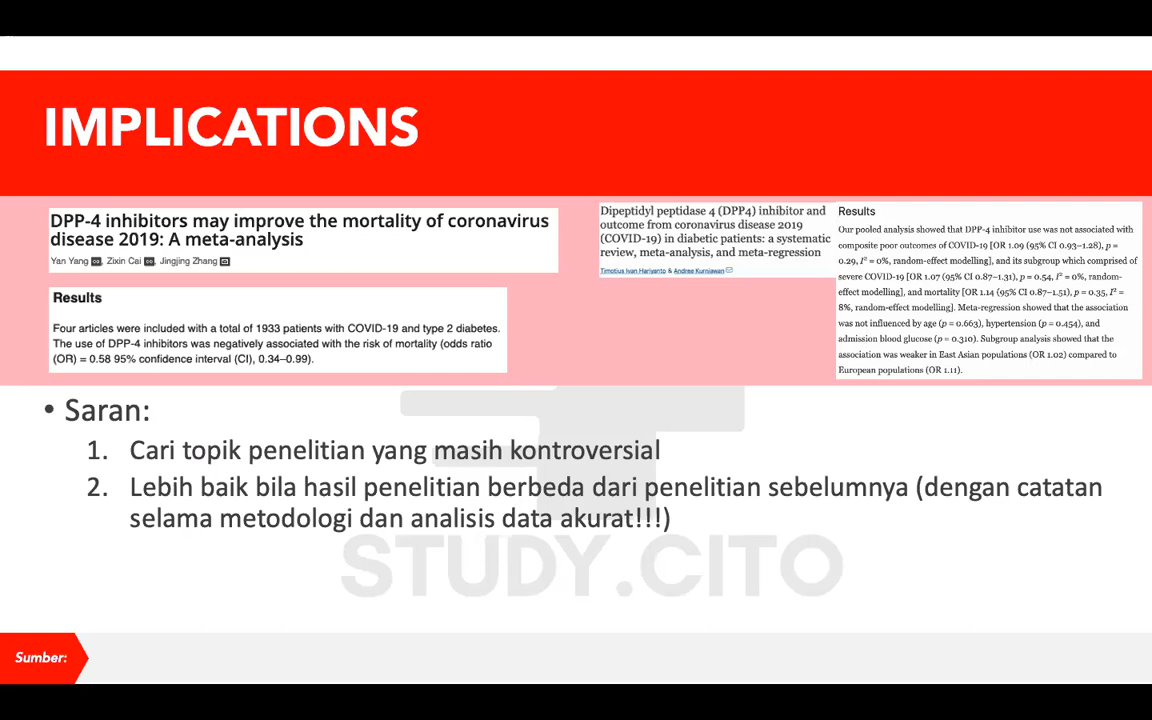 IMPLICATIONS
DPP-4 inhibitors may improve the mortality of coronavirus
disease 2019: A meta-analysis
Yan Yang, Zixin Cai, Jingjing Zhang
Results
Four articles were included with a total of 1933 patients with COVID-19 and type 2 diabetes.
The use of DPP-4 inhibitors was negatively associated with the risk of mortality (odds ratio
(OR) = 0.58 95% confidence interval (CI), 0.34–0.99).
Dipeptidyl peptidase 4 (DPP4) inhibitor and
outcome from coronavirus disease 2019
(COVID-19) in diabetic patients: a systematic
review, meta-analysis, and meta-regression
Timotius Ivan Hariyanto & Andree Kurniawan
Results
Our pooled analysis showed that DPP-4 inhibitor use was not associated with
composite poor outcomes of COVID-19 [OR 1.09 (95% CI 0.93–1.28), p =
0.29, I² = 0%, random-effect modelling], and its subgroup which comprised of
severe COVID-19 [OR 1.07 (95% CI 0.87–1.31), p = 0.54, I² = 0%, random-
effect modelling], and mortality [OR 1.14 (95% CI 0.87–1.51), p = 0.35, I² =
8%, random-effect modelling]. Meta-regression showed that the association
was not influenced by age (p = 0.663), hypertension (p = 0.454), and
admission blood glucose (p = 0.310). Subgroup analysis showed that the
association was weaker in East Asian populations (OR 1.02) compared to
European populations (OR 1.11).
• Saran:
1. Cari topik penelitian yang masih kontroversial
2. Lebih baik bila hasil penelitian berbeda dari penelitian sebelumnya (dengan catatan
selama metodologi dan analisis data akurat!!!)
STUDY.CITO
Sumber: